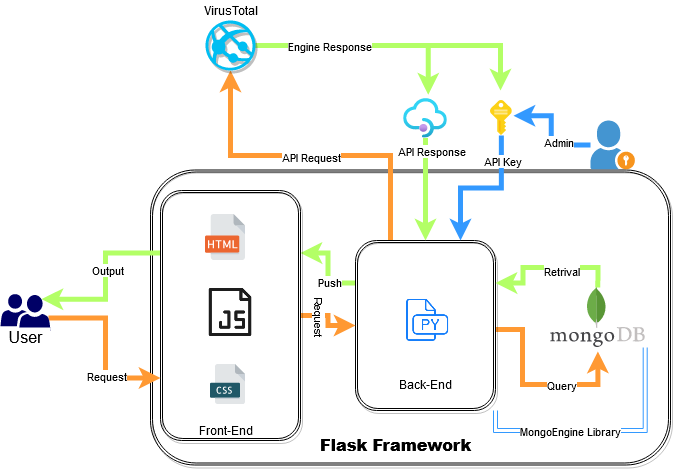 VirusTotal
Engine Response
API Request
API Response
API Key
Admin
HTML
Output
Push
Retrival
JS
PY
User
Request
Request
mongoDB
CSS
Back-End
Query
Front-End
MongoEngine Library
Flask Framework